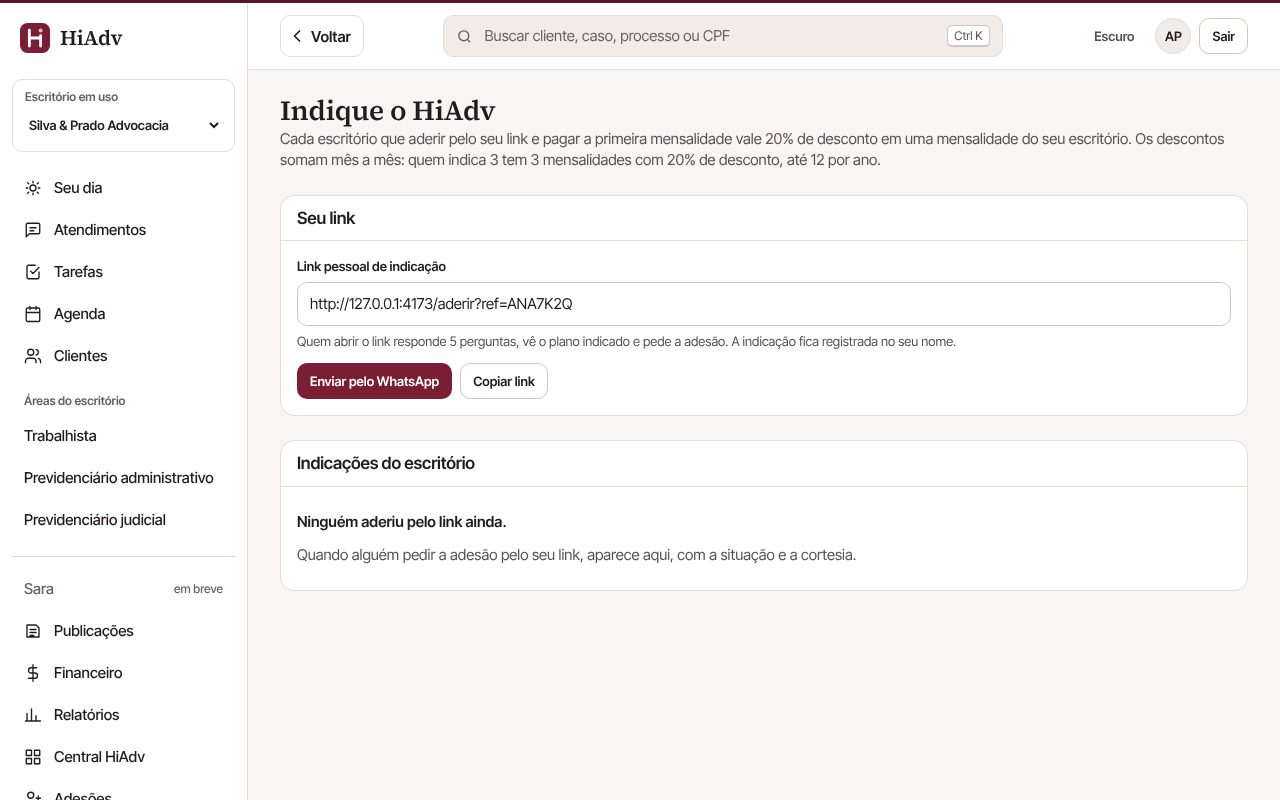 HiAdv
Voltar
Buscar cliente, caso, processo ou CPF
Ctrl K
Escuro
AP
Sair
Escritório em uso
Silva & Prado Advocacia
Seu dia
Atendimentos
Tarefas
Agenda
Clientes
Áreas do escritório
Trabalhista
Previdenciário administrativo
Previdenciário judicial
Sara
em breve
Publicações
Financeiro
Relatórios
Central HiAdv
Adesões
Indique o HiAdv
Cada escritório que aderir pelo seu link e pagar a primeira mensalidade vale 20% de desconto em uma mensalidade do seu escritório. Os descontos
somam mês a mês: quem indica 3 tem 3 mensalidades com 20% de desconto, até 12 por ano.
Seu link
Link pessoal de indicação
http://127.0.0.1:4173/aderir?ref=ANA7K2Q
Quem abrir o link responde 5 perguntas, vê o plano indicado e pede a adesão. A indicação fica registrada no seu nome.
Enviar pelo WhatsApp
Copiar link
Indicações do escritório
Ninguém aderiu pelo link ainda.
Quando alguém pedir a adesão pelo seu link, aparece aqui, com a situação e a cortesia.